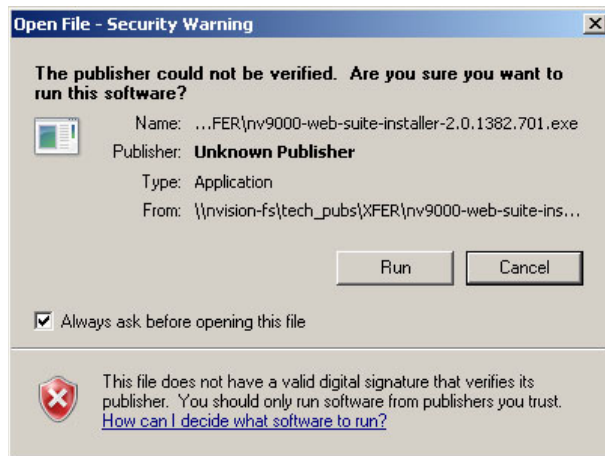 Open File - Security Warning
The publisher could not be verified.  Are you sure you want to
run this software?
Name: ...FER\nv9000-web-suite-installer-2.0.1382.701.exe
Publisher: Unknown Publisher
Type: Application
From: \\nvision-fs\tech_pubs\XFER\nv9000-web-suite-ins...
Run Cancel
Always ask before opening this file
This file does not have a valid digital signature that verifies its
publisher.  You should only run software from publishers you trust.
How can I decide what software to run?